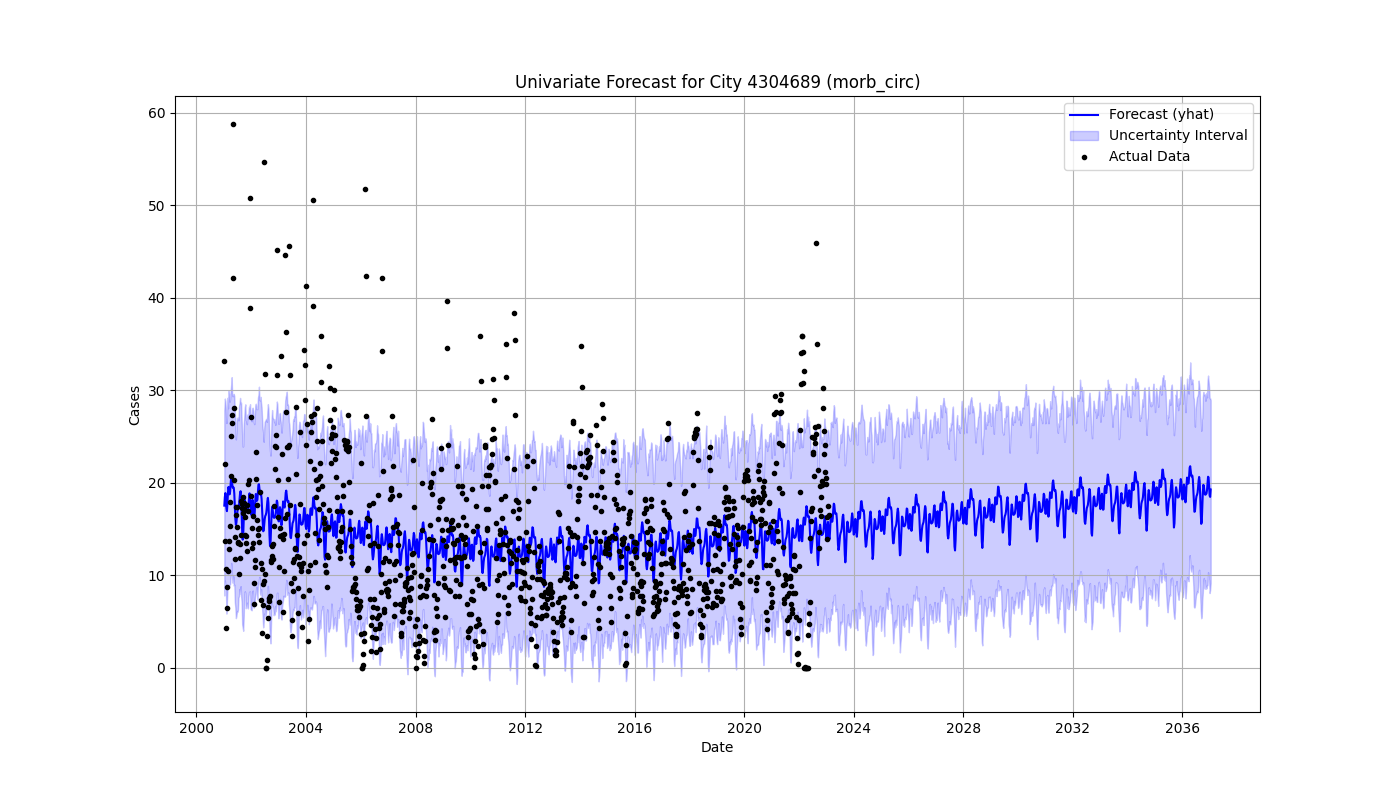 Univariate Forecast for City 4304689 (morb_circ)
Forecast (yhat)
Uncertainty Interval
Actual Data
Cases
60
50
40
30
20
10
0
2000 2004 2008 2012 2016 2020 2024 2028 2032 2036
Date